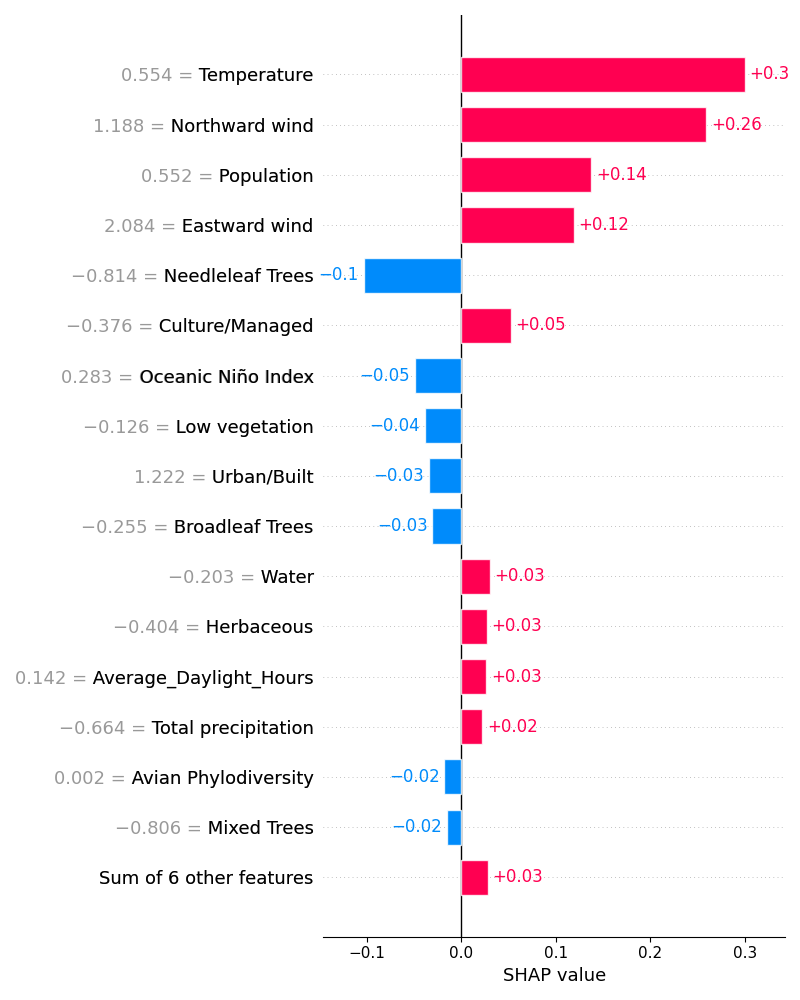 0.554 = Temperature +0.3
1.188 = Northward wind +0.26
0.552 = Population +0.14
2.084 = Eastward wind +0.12
−0.814 = Needleleaf Trees −0.1
−0.376 = Culture/Managed +0.05
0.283 = Oceanic Niño Index −0.05
−0.126 = Low vegetation −0.04
1.222 = Urban/Built −0.03
−0.255 = Broadleaf Trees −0.03
−0.203 = Water +0.03
−0.404 = Herbaceous +0.03
0.142 = Average_Daylight_Hours +0.03
−0.664 = Total precipitation +0.02
0.002 = Avian Phylodiversity −0.02
−0.806 = Mixed Trees −0.02
Sum of 6 other features +0.03
−0.1 0.0 0.1 0.2 0.3
SHAP value